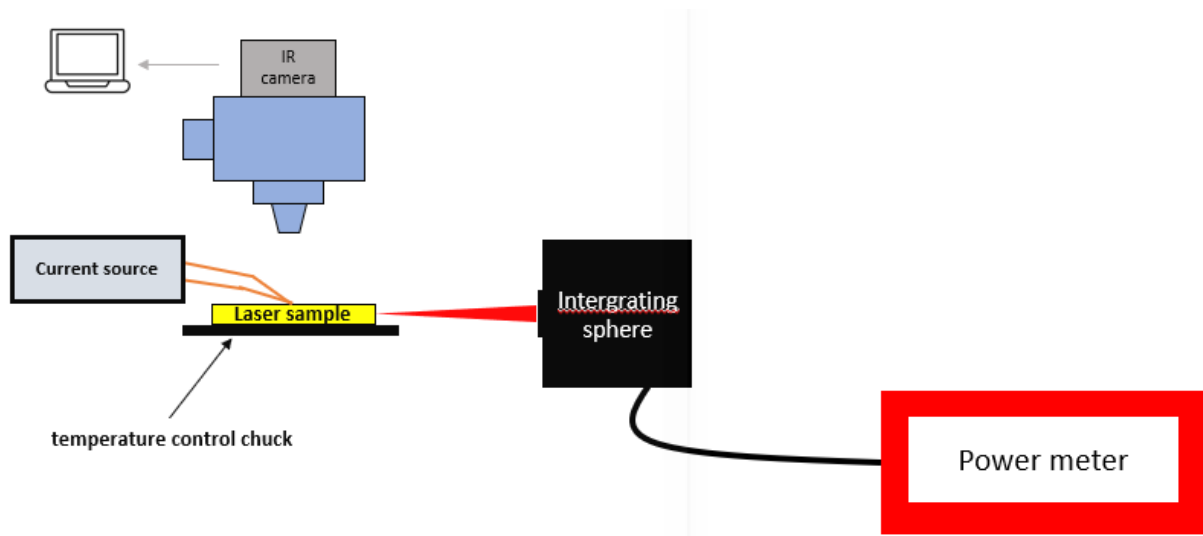 IR
camera
Current source
Laser sample
Intergrating
sphere
temperature control chuck
Power meter